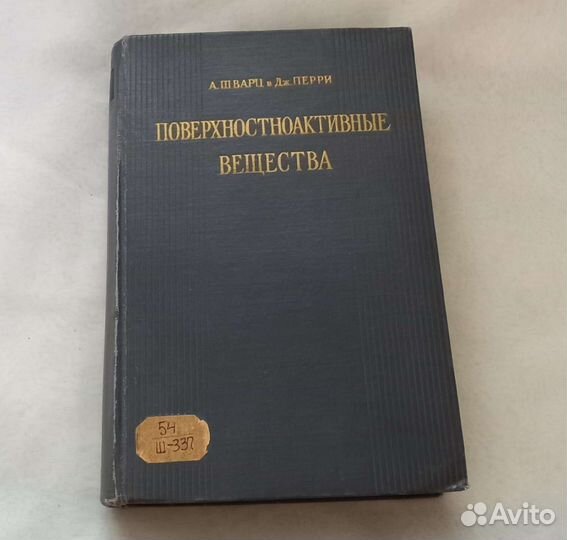 А. ШВАРЦ и Дж. ПЕРРИ
ПОВЕРХНОСТНОАКТИВНЫЕ
ВЕЩЕСТВА
54
Ш-337
Avito